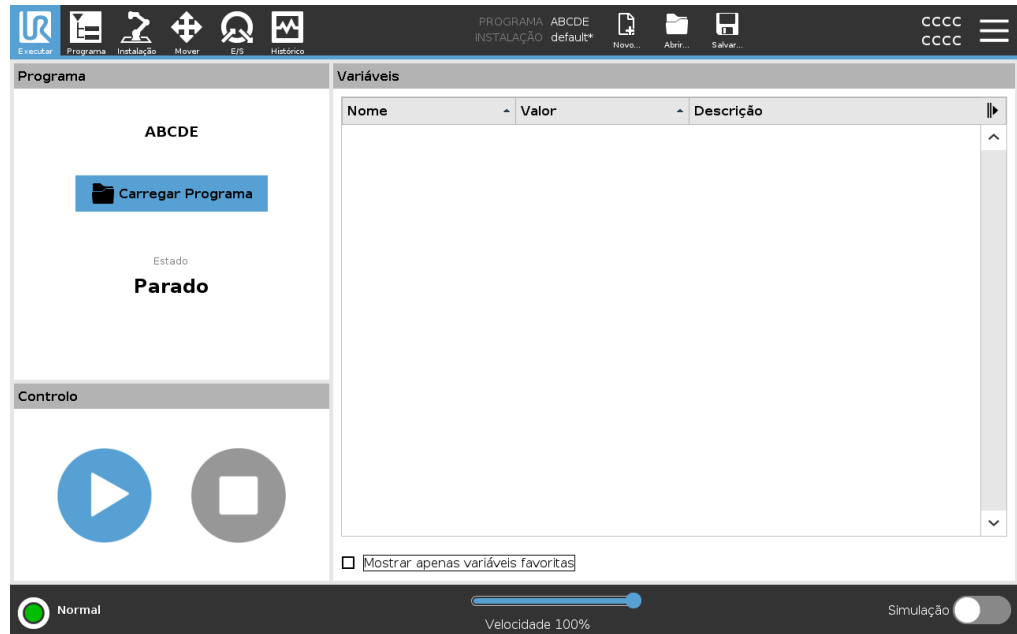 UR
Executar
Programa
Instalação
Mover
E/S
Histórico
PROGRAMA ABCDE
INSTALAÇÃO default*
Novo...
Abrir...
Salvar...
CCCC
CCCC
Programa
ABCDE
Carregar Programa
Estado
Parado
Controlo
Variáveis
Nome
Valor
Descrição
Mostrar apenas variáveis favoritas
Normal
Velocidade 100%
Simulação